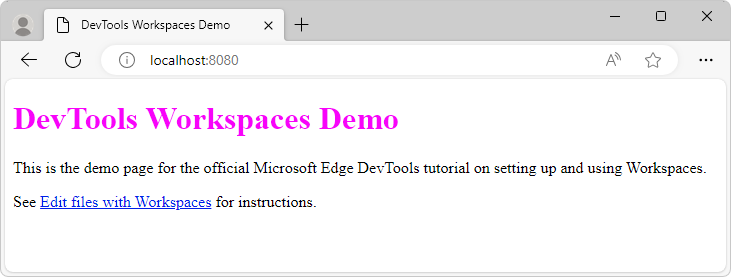 DevTools Workspaces Demo
localhost:8080
DevTools Workspaces Demo
This is the demo page for the official Microsoft Edge DevTools tutorial on setting up and using Workspaces.
See Edit files with Workspaces for instructions.